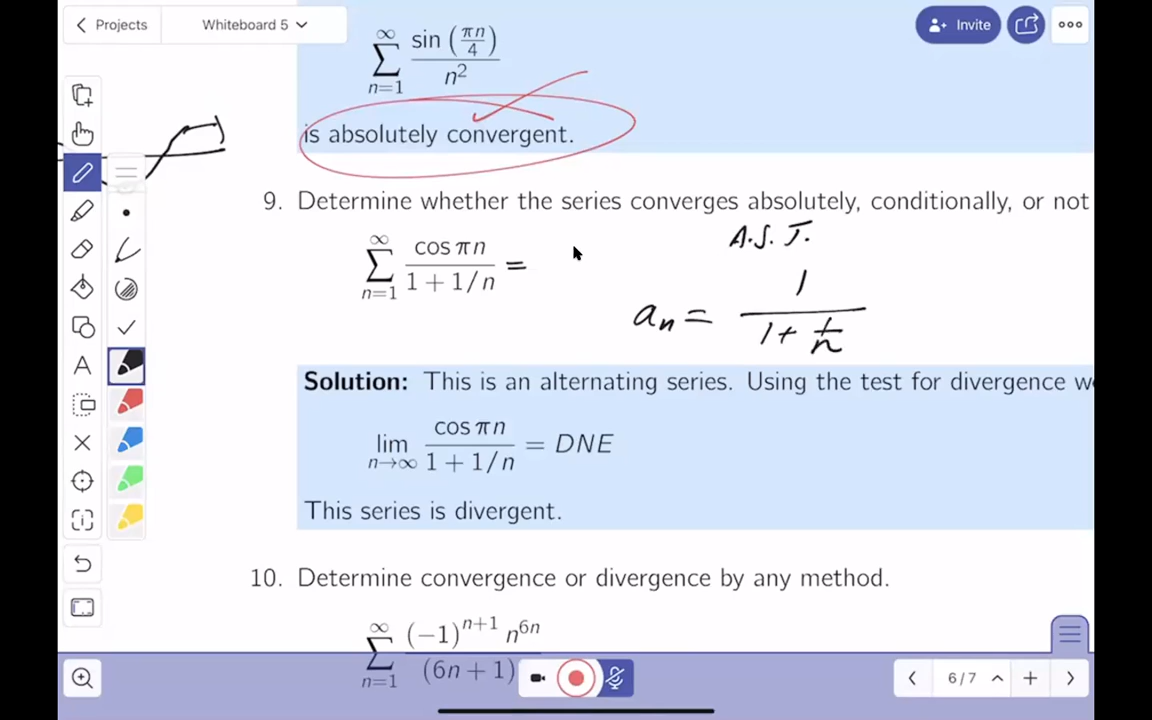 Projects
Whiteboard 5
Invite
∞
∑ sin (πn/4) / n²
n=1
is absolutely convergent.
9. Determine whether the series converges absolutely, conditionally, or not
A.S.T.
∞
∑ cos πn / 1 + 1/n =
n=1
aₙ = 1 / 1 + 1/n
Solution: This is an alternating series. Using the test for divergence w
lim n→∞ cos πn / 1 + 1/n = DNE
This series is divergent.
10. Determine convergence or divergence by any method.
∞
∑ (−1)ⁿ⁺¹ n⁶ⁿ / (6n + 1)
n=1
6/7